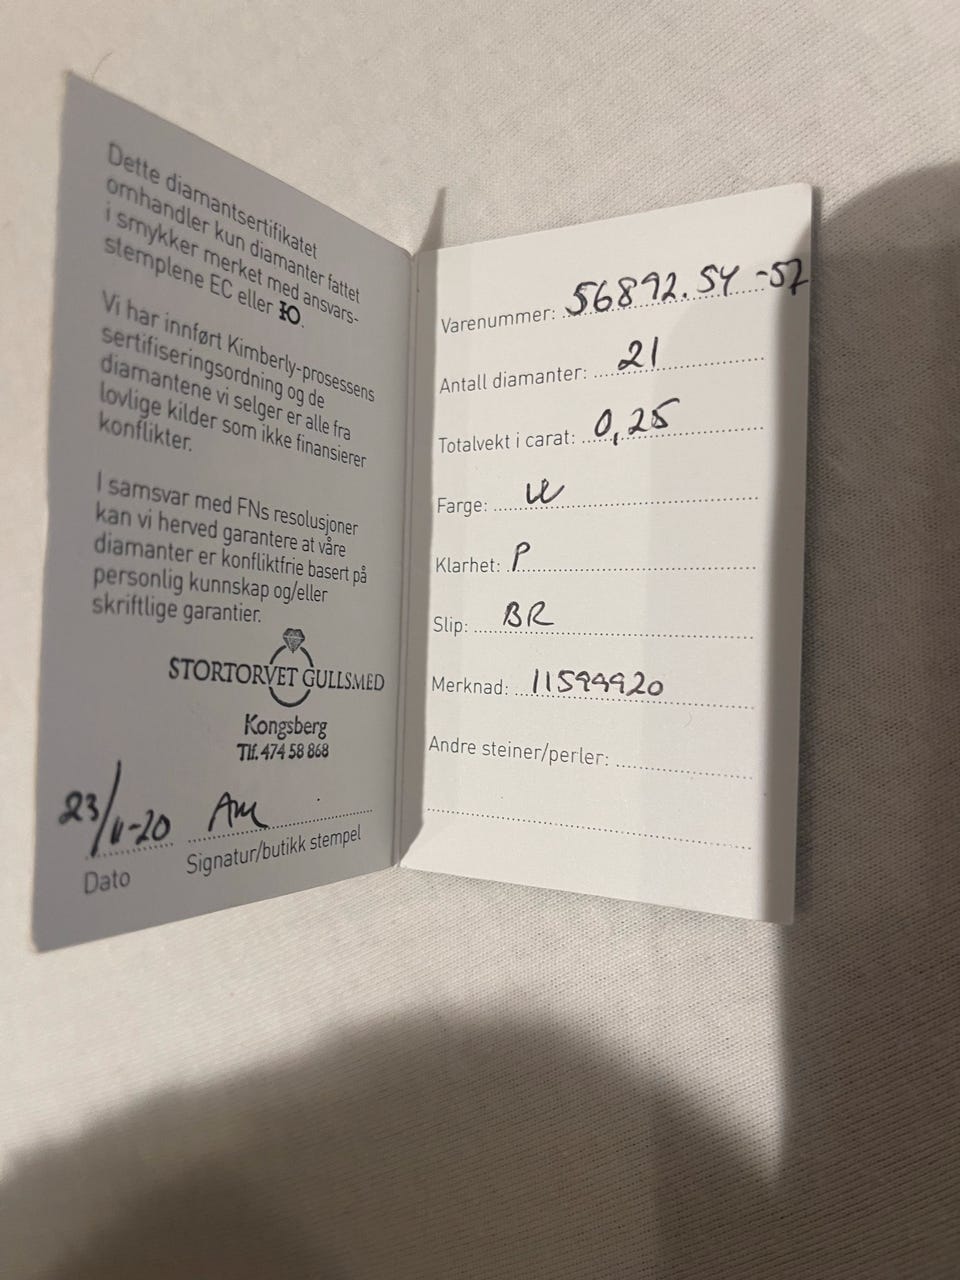 Dette diamantsertifikatet
omhandler kun diamanter fattet
i smykker merket med ansvars-
stemplene EC eller
Vi har innført Kimberly-prosessens
sertifiseringsordning og de
diamantene vi selger er alle fra
lovlige kilder som ikke finansierer
konflikter.
I samsvar med FNs resolusjoner
kan vi herved garantere at våre
diamanter er konfliktfrie basert på
personlig kunnskap og/eller
skriftlige garantier.
STORTORVET GULLSMED
Kongsberg
Tlf. 474 58 868
23/11-20 AM
Dato Signatur/butikk stempel
Varenummer: 56892.54 -57
Antall diamanter: 21
Totalvekt i carat: 0,25
Farge: W
Klarhet: P
Slip: BR
Merknad: 11599920
Andre steiner/perler: